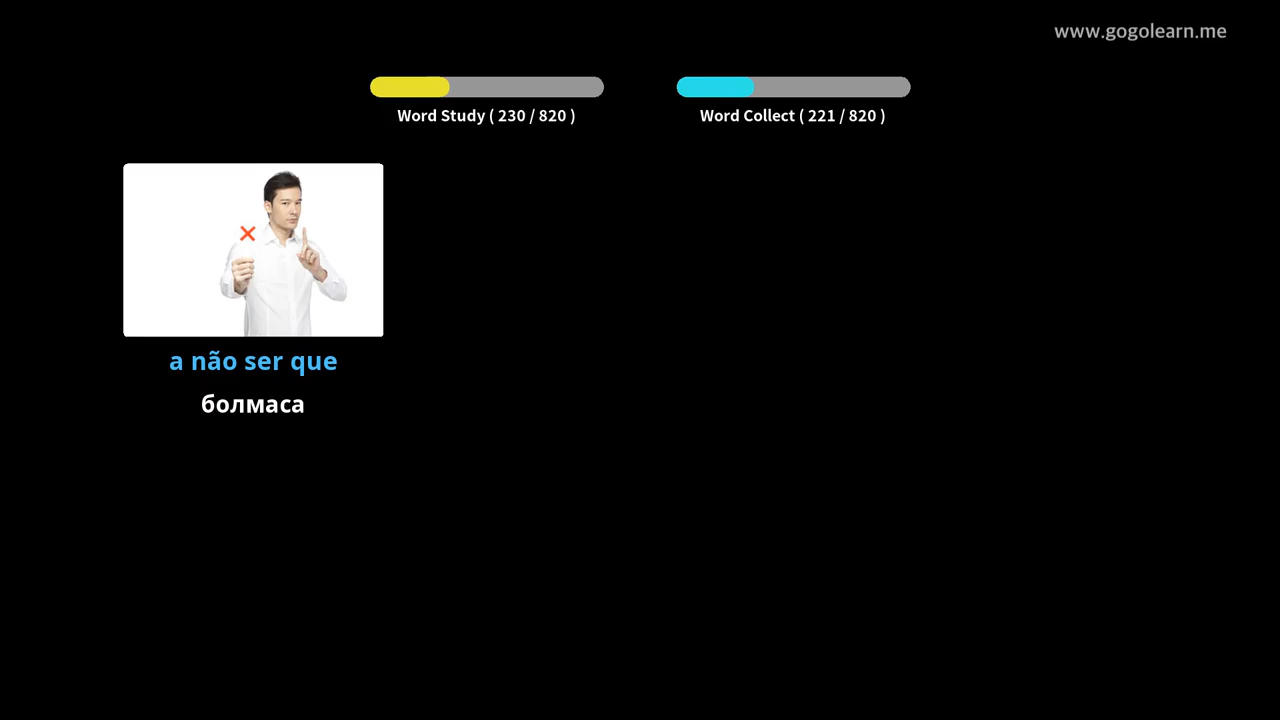 www.gogolearn.me
Word Study ( 230 / 820 )
Word Collect ( 221 / 820 )
a não ser que
болмаса